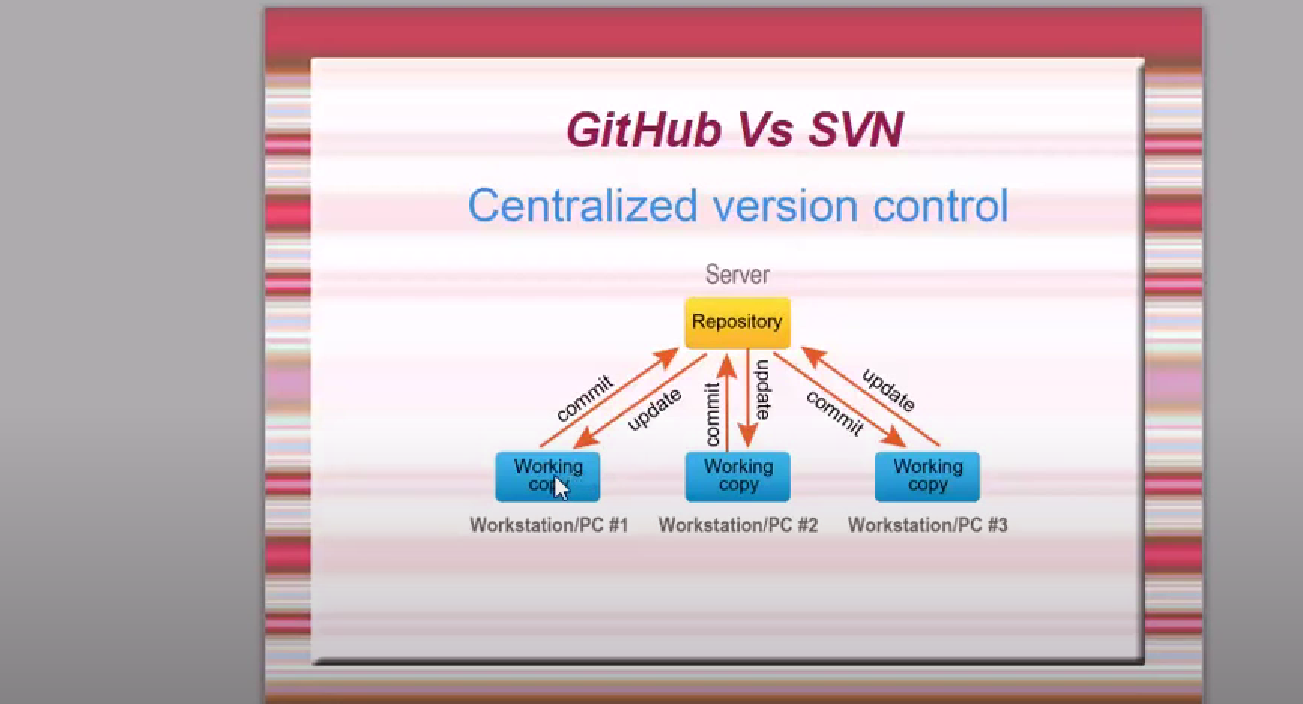 GitHub Vs SVN
Centralized version control
Server
Repository
commit
update
commit
update
commit
update
Working
copy
Working
copy
Working
copy
Workstation/PC #1
Workstation/PC #2
Workstation/PC #3